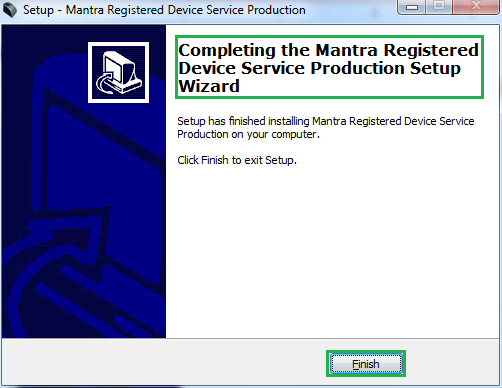 Setup - Mantra Registered Device Service Production
Completing the Mantra Registered
Device Service Production Setup
Wizard
Setup has finished installing Mantra Registered Device Service
Production on your computer.
Click Finish to exit Setup.
Finish